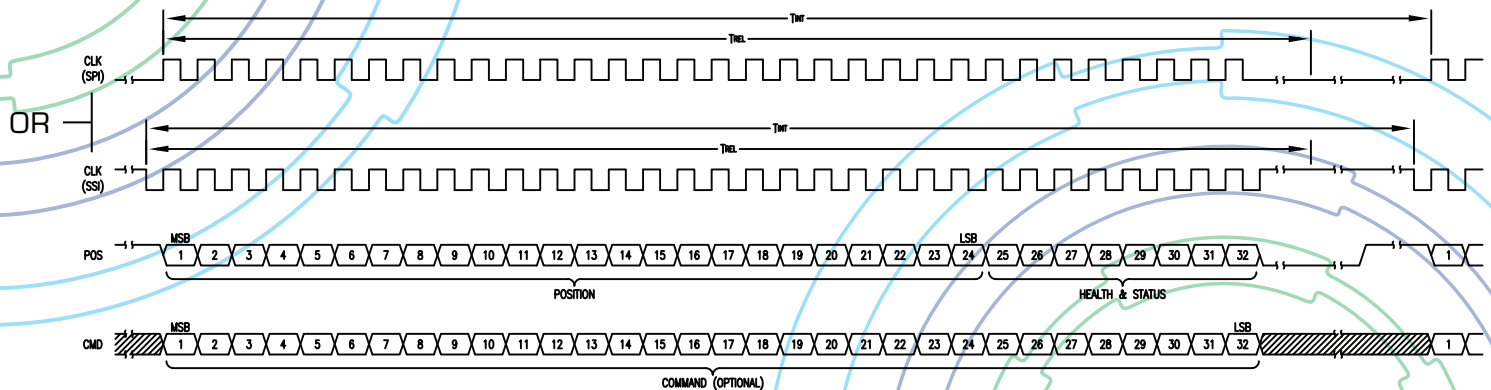 TINT
TREL
CLK
(SPI)
OR
TINT
TREL
CLK
(SSI)
MSB LSB
POS 1 2 3 4 5 6 7 8 9 10 11 12 13 14 15 16 17 18 19 20 21 22 23 24 25 26 27 28 29 30 31 32 1
POSITION HEALTH & STATUS
MSB LSB
CMD 1 2 3 4 5 6 7 8 9 10 11 12 13 14 15 16 17 18 19 20 21 22 23 24 25 26 27 28 29 30 31 32 1
COMMAND (OPTIONAL)